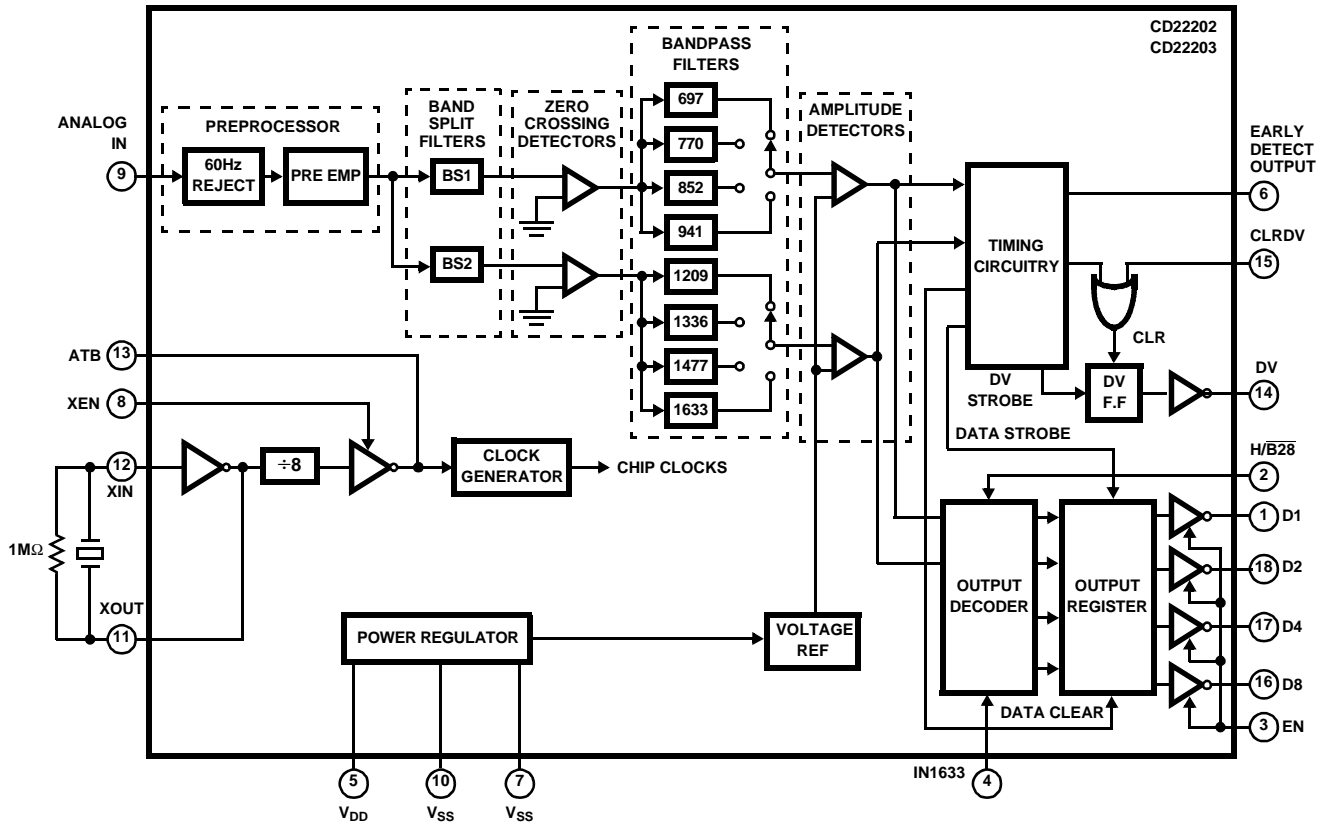 CD22202
CD22203
BANDPASS
FILTERS
ANALOG
IN
9
PREPROCESSOR
60Hz
REJECT
PRE EMP
BAND
SPLIT
FILTERS
BS1
BS2
ZERO
CROSSING
DETECTORS
697
770
852
941
1209
1336
1477
1633
AMPLITUDE
DETECTORS
TIMING
CIRCUITRY
EARLY
DETECT
OUTPUT
6
CLRDV
15
CLR
DV
STROBE
DV
F.F
DV
14
DATA STROBE
H/B28
2
ATB 13
XEN 8
12
XIN
÷8
CLOCK
GENERATOR
CHIP CLOCKS
1MΩ
XOUT
11
POWER REGULATOR
VOLTAGE
REF
OUTPUT
DECODER
OUTPUT
REGISTER
1 D1
18 D2
17 D4
16 D8
3 EN
DATA CLEAR
IN1633 4
5
VDD
10
VSS
7
VSS